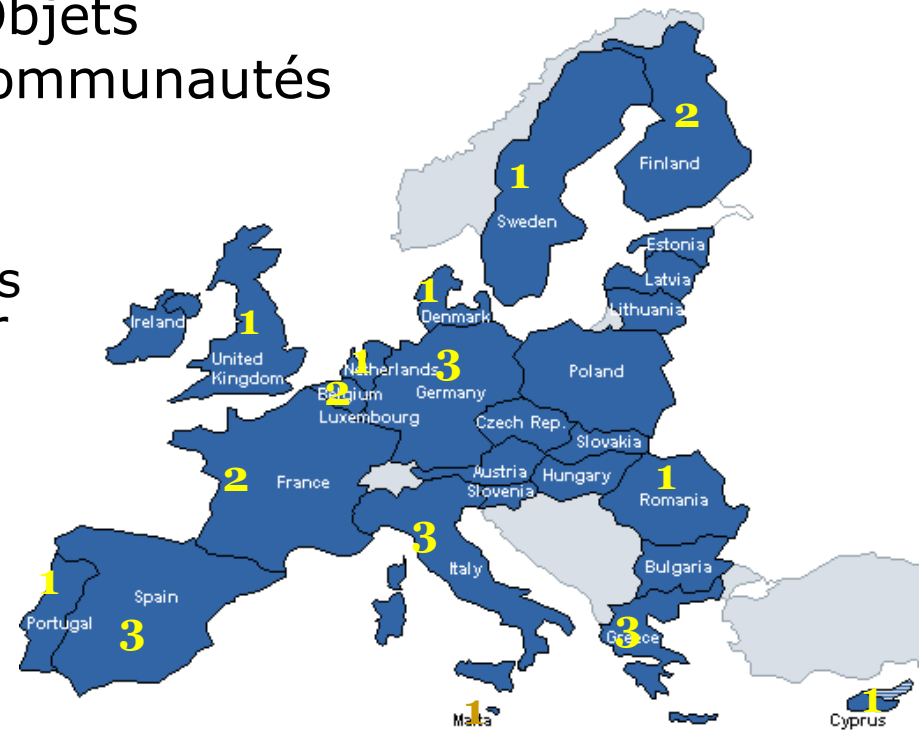 Objets
ommunautés
s
2
Finland
1
Sweden
Estonia
Latvia
Lithuania
1
Denmark
Ireland
1
United
Kingdom
1
Netherlands
3
Germany
2
Belgium
Luxembourg
Poland
Czech Rep.
Slovakia
Austria
Hungary
Slovenia
1
Romania
2
France
3
Italy
Bulgaria
1
Portugal
Spain
3
3
Greece
1
Malta
1
Cyprus